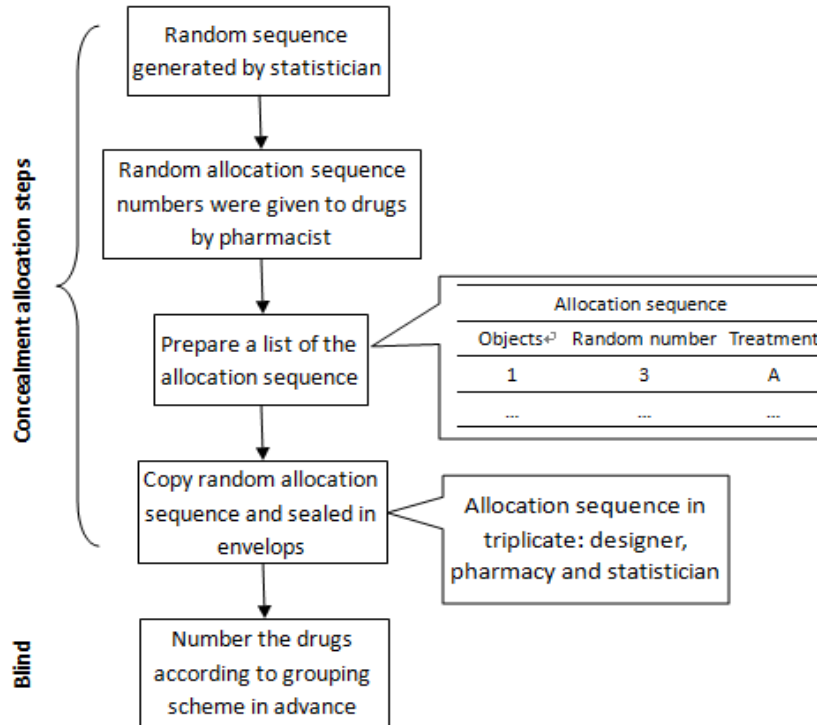 Concealment allocation steps
Random sequence
generated by statistician
Random allocation sequence
numbers were given to drugs
by pharmacist
Prepare a list of the
allocation sequence
Allocation sequence
Objects↵ Random number Treatment
1 3 A
... ... ...
Copy random allocation
sequence and sealed in
envelops
Allocation sequence in
triplicate: designer,
pharmacy and statistician
Blind
Number the drugs
according to grouping
scheme in advance